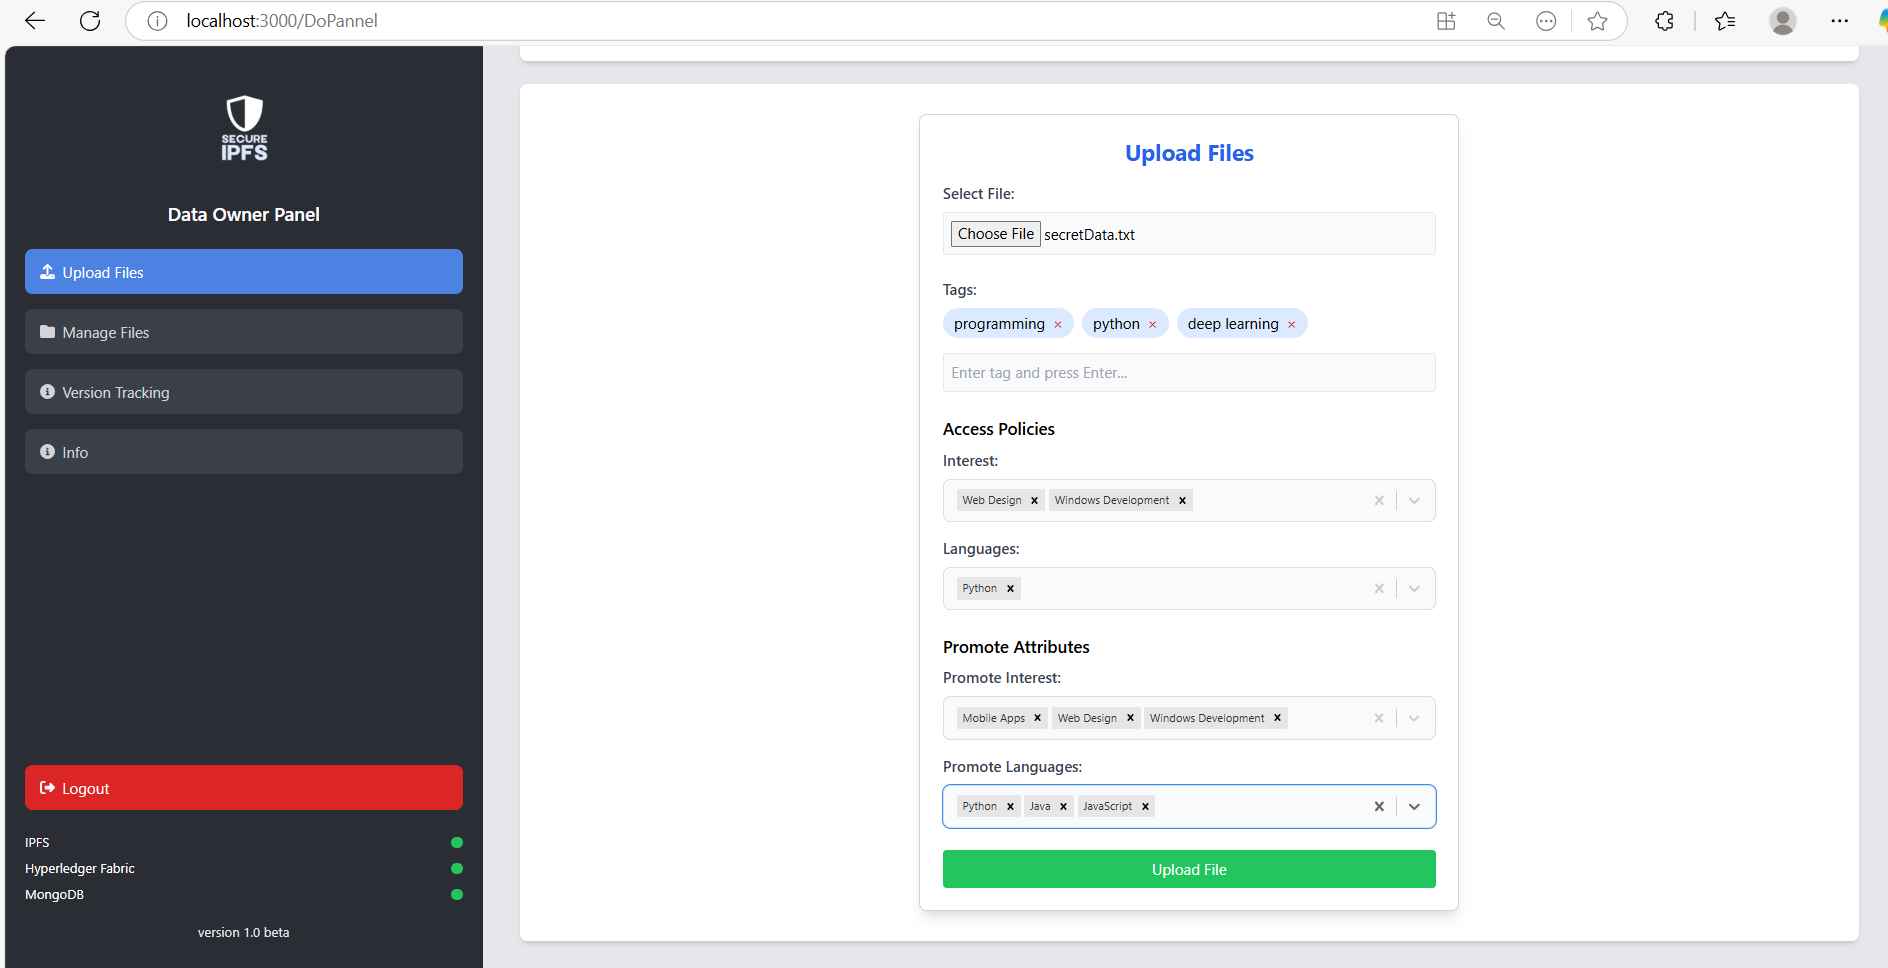 localhost:3000/DoPannel
SECURE
IPFS
Data Owner Panel
Upload Files
Manage Files
Version Tracking
Info
Logout
IPFS
Hyperledger Fabric
MongoDB
version 1.0 beta
Upload Files
Select File:
Choose File secretData.txt
Tags:
programming × python × deep learning ×
Enter tag and press Enter...
Access Policies
Interest:
Web Design × Windows Development ×
Languages:
Python ×
Promote Attributes
Promote Interest:
Mobile Apps × Web Design × Windows Development ×
Promote Languages:
Python × Java × JavaScript ×
Upload File